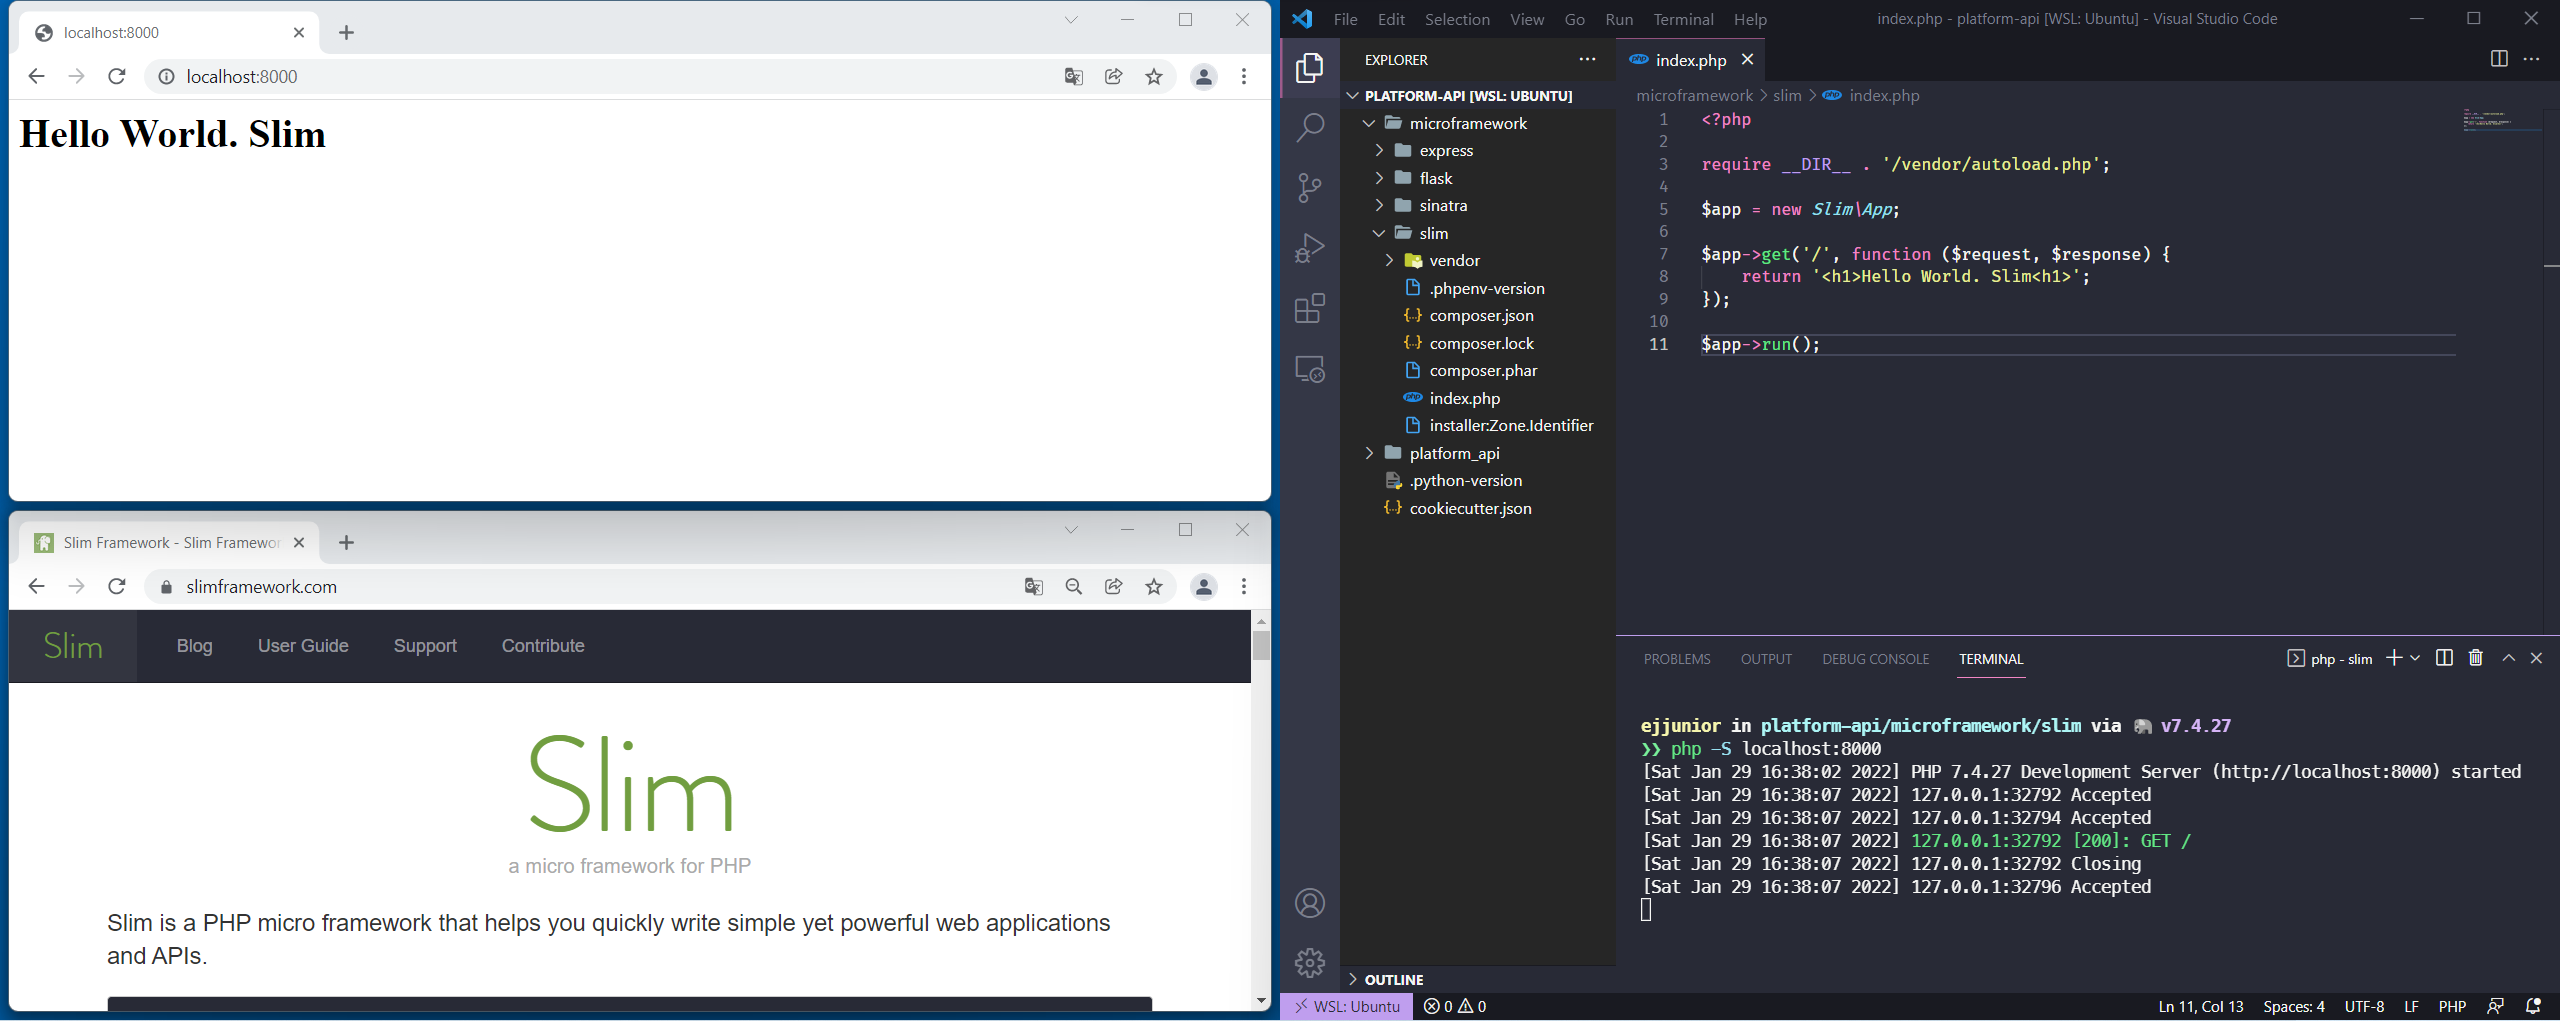 localhost:8000
localhost:8000
Hello World. Slim
Slim Framework - Slim Framewor
slimframework.com
Slim
Blog
User Guide
Support
Contribute
Slim
a micro framework for PHP
Slim is a PHP micro framework that helps you quickly write simple yet powerful web applications
and APIs.
File Edit Selection View Go Run Terminal Help
index.php - platform-api [WSL: Ubuntu] - Visual Studio Code
EXPLORER
PLATFORM-API [WSL: UBUNTU]
microframework
express
flask
sinatra
slim
vendor
.phpenv-version
composer.json
composer.lock
composer.phar
index.php
installer:Zone.Identifier
platform_api
.python-version
cookiecutter.json
OUTLINE
index.php
microframework > slim > index.php
1 <?php
2
3 require __DIR__ . '/vendor/autoload.php';
4
5 $app = new Slim\App;
6
7 $app->get('/', function ($request, $response) {
8     return '<h1>Hello World. Slim<h1>';
9 });
10
11 $app->run();
PROBLEMS OUTPUT DEBUG CONSOLE TERMINAL
php - slim
ejjunior in platform-api/microframework/slim via 🐘 v7.4.27
❯❯ php -S localhost:8000
[Sat Jan 29 16:38:02 2022] PHP 7.4.27 Development Server (http://localhost:8000) started
[Sat Jan 29 16:38:07 2022] 127.0.0.1:32792 Accepted
[Sat Jan 29 16:38:07 2022] 127.0.0.1:32794 Accepted
[Sat Jan 29 16:38:07 2022] 127.0.0.1:32792 [200]: GET /
[Sat Jan 29 16:38:07 2022] 127.0.0.1:32792 Closing
[Sat Jan 29 16:38:07 2022] 127.0.0.1:32796 Accepted
WSL: Ubuntu
0 0
Ln 11, Col 13
Spaces: 4
UTF-8
LF
PHP